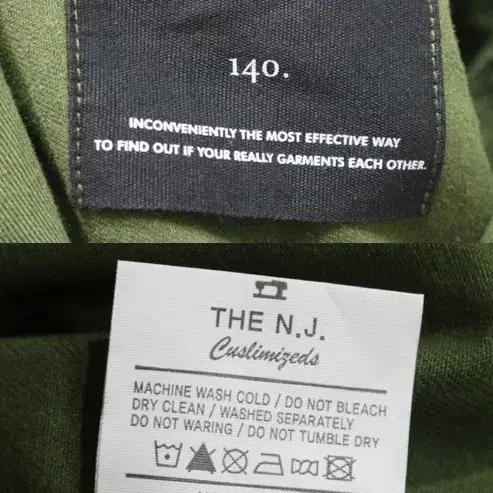 140.
INCONVENIENTLY THE MOST EFFECTIVE WAY
TO FIND OUT IF YOUR REALLY GARMENTS EACH OTHER.
THE N.J.
Cuslimizeds
MACHINE WASH COLD / DO NOT BLEACH
DRY CLEAN / WASHED SEPARATELY
DO NOT WARING / DO NOT TUMBLE DRY